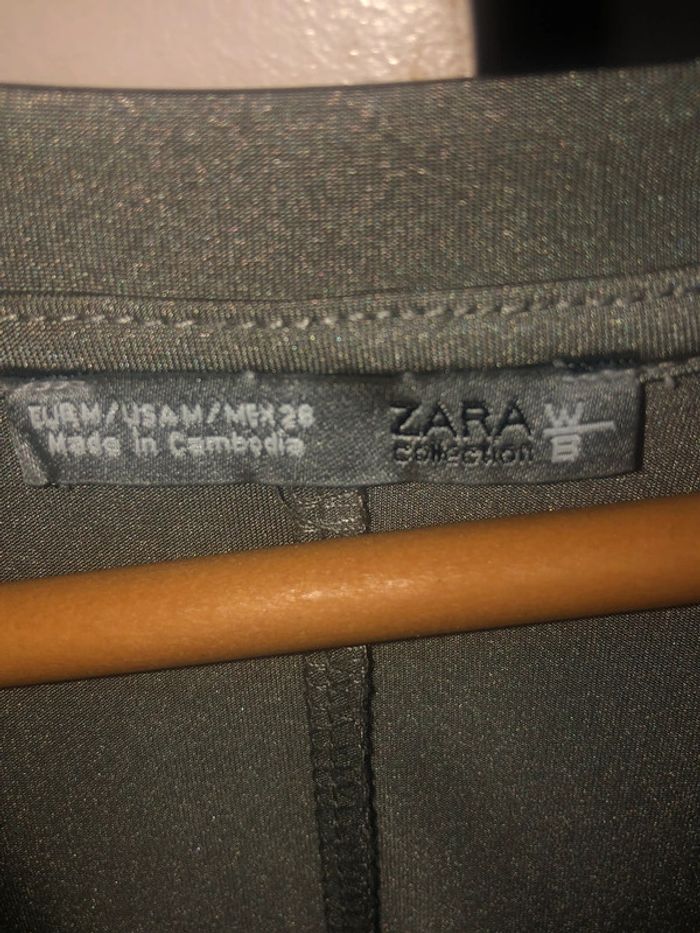 EUR M/USA M/MEX 28
Made in Cambodia
ZARA W/B
collection